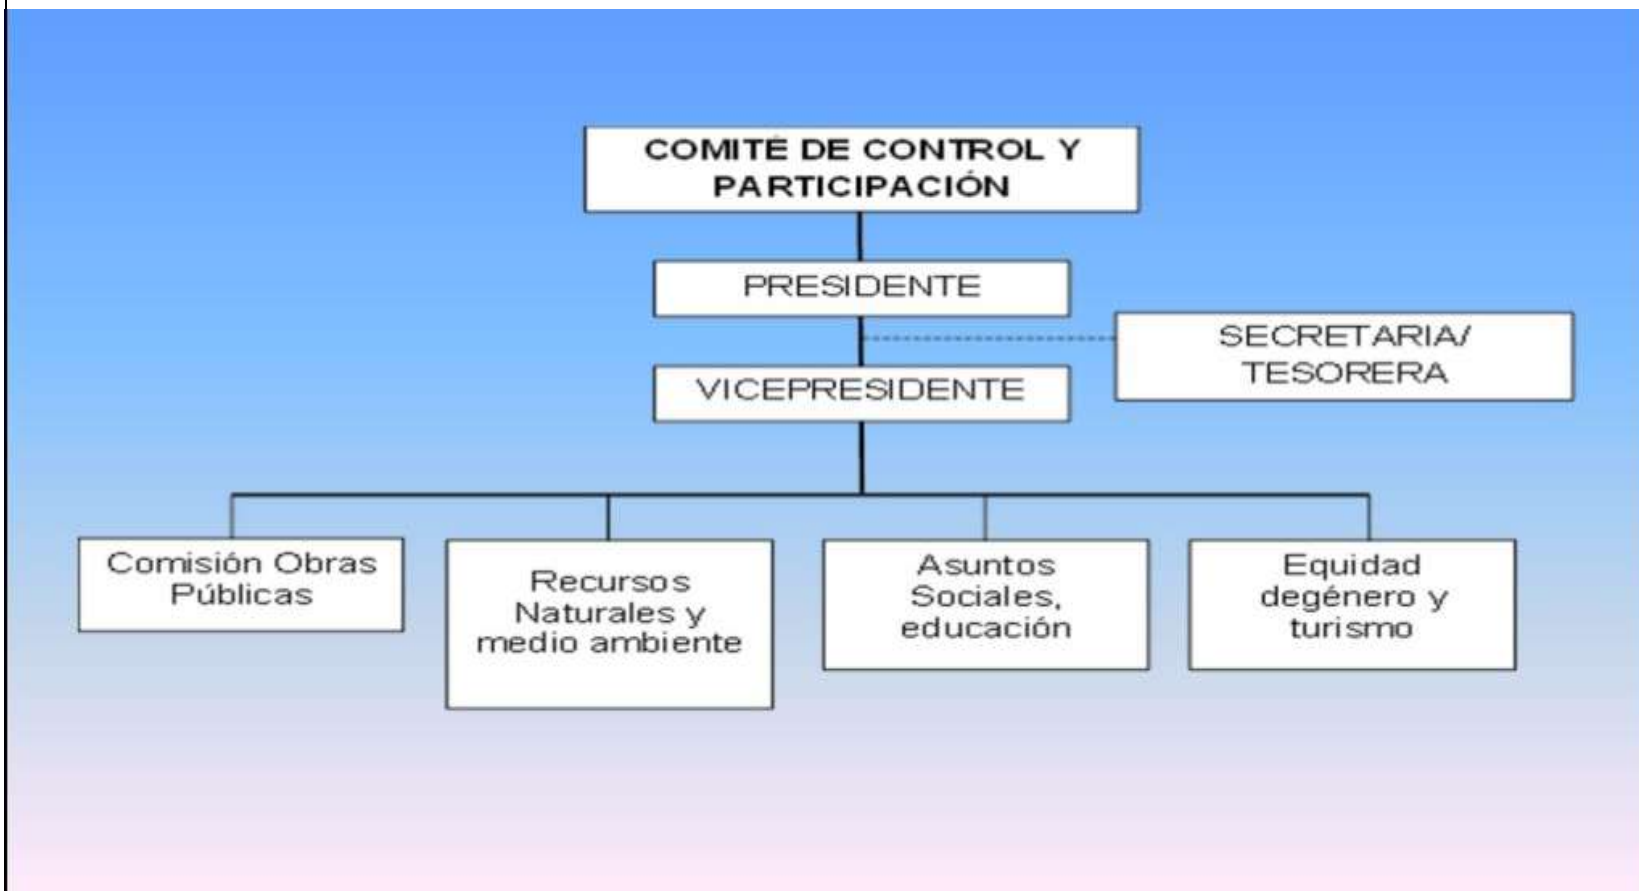 COMITÉ DE CONTROL Y
PARTICIPACIÓN
PRESIDENTE
SECRETARIA/
TESORERA
VICEPRESIDENTE
Comisión Obras
Públicas
Recursos
Naturales y
medio ambiente
Asuntos
Sociales,
educación
Equidad
degénero y
turismo